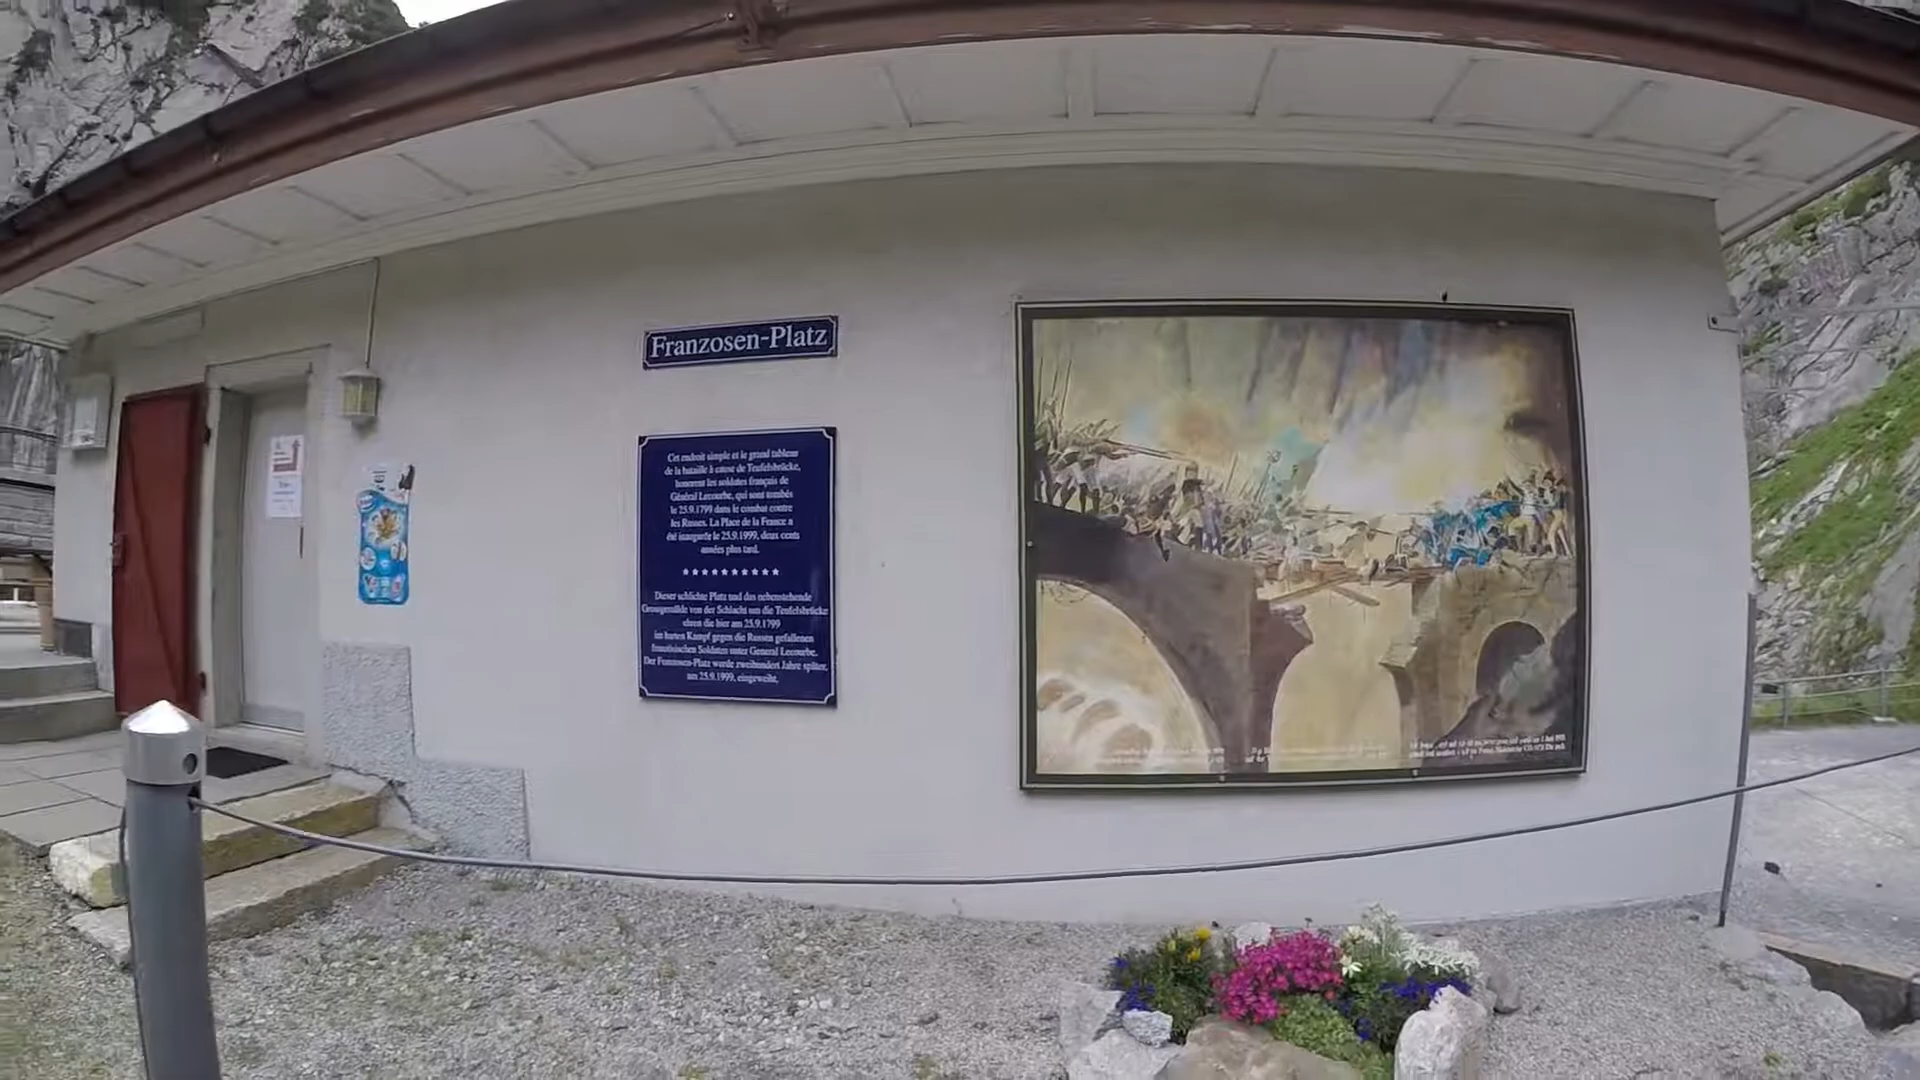 Franzosen-Platz
Cet endroit simple et le grand tableau
de la bataille à cause de Teufelsbrücke,
honorent les soldates français de
Général Lecourbe, qui sont tombés
le 25.9.1799 dans le combat contre
les Russes. La Place de la France a
été inaugurée le 25.9.1999, deux cents
années plus tard.
Dieser schlichte Platz und das nebenstehende
Grossgemälde von der Schlacht um die Teufelsbrücke
ehren die hier am 25.9.1799
im harten Kampf gegen die Russen gefallenen
französischen Soldaten unter General Lecourbe.
Der Franzosen-Platz wurde zweihundert Jahre später,
am 25.9.1999, eingeweiht.